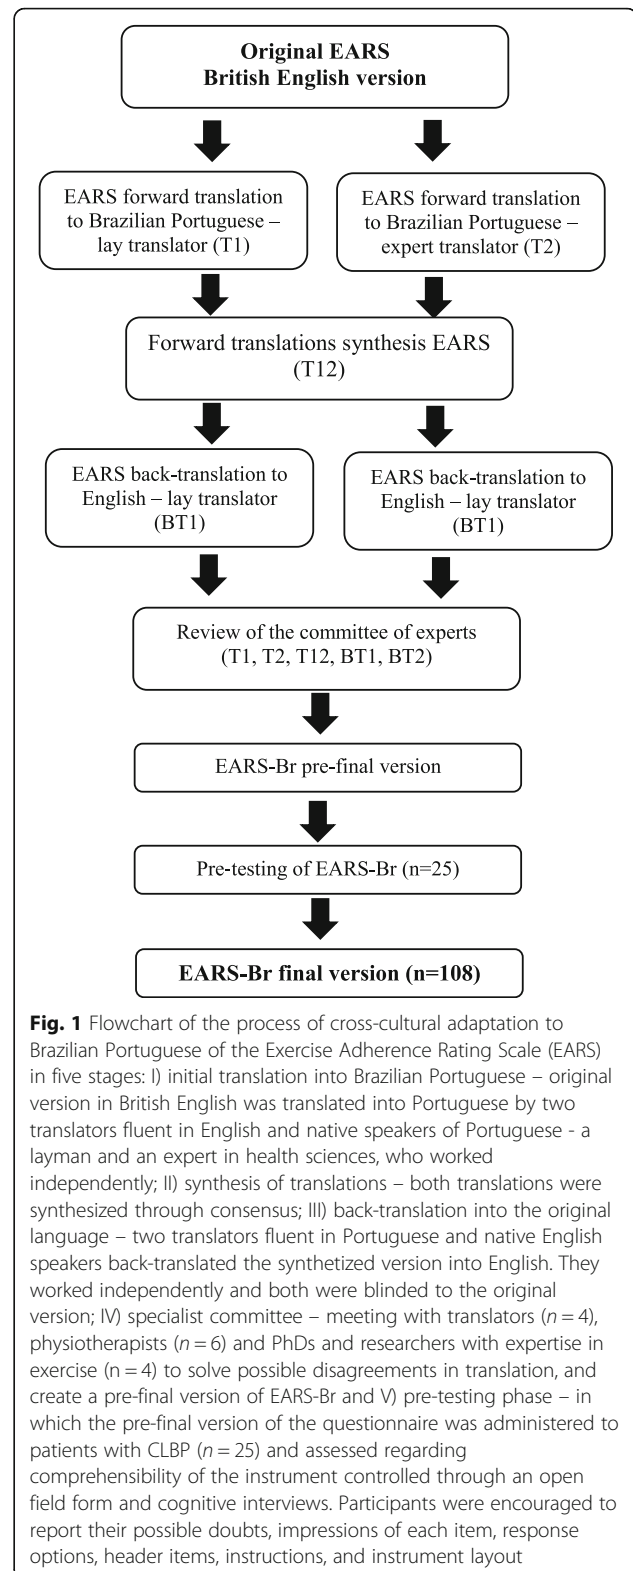 Original EARS
British English version
EARS forward translation
to Brazilian Portuguese –
lay translator (T1)
EARS forward translation
to Brazilian Portuguese –
expert translator (T2)
Forward translations synthesis EARS
(T12)
EARS back-translation to
English – lay translator
(BT1)
EARS back-translation to
English – lay translator
(BT1)
Review of the committee of experts
(T1, T2, T12, BT1, BT2)
EARS-Br pre-final version
Pre-testing of EARS-Br (n=25)
EARS-Br final version (n=108)
Fig. 1 Flowchart of the process of cross-cultural adaptation to
Brazilian Portuguese of the Exercise Adherence Rating Scale (EARS)
in five stages: I) initial translation into Brazilian Portuguese – original
version in British English was translated into Portuguese by two
translators fluent in English and native speakers of Portuguese - a
layman and an expert in health sciences, who worked
independently; II) synthesis of translations – both translations were
synthesized through consensus; III) back-translation into the original
language – two translators fluent in Portuguese and native English
speakers back-translated the synthetized version into English. They
worked independently and both were blinded to the original
version; IV) specialist committee – meeting with translators (n = 4),
physiotherapists (n = 6) and PhDs and researchers with expertise in
exercise (n = 4) to solve possible disagreements in translation, and
create a pre-final version of EARS-Br and V) pre-testing phase – in
which the pre-final version of the questionnaire was administered to
patients with CLBP (n = 25) and assessed regarding
comprehensibility of the instrument controlled through an open
field form and cognitive interviews. Participants were encouraged to
report their possible doubts, impressions of each item, response
options, header items, instructions, and instrument layout